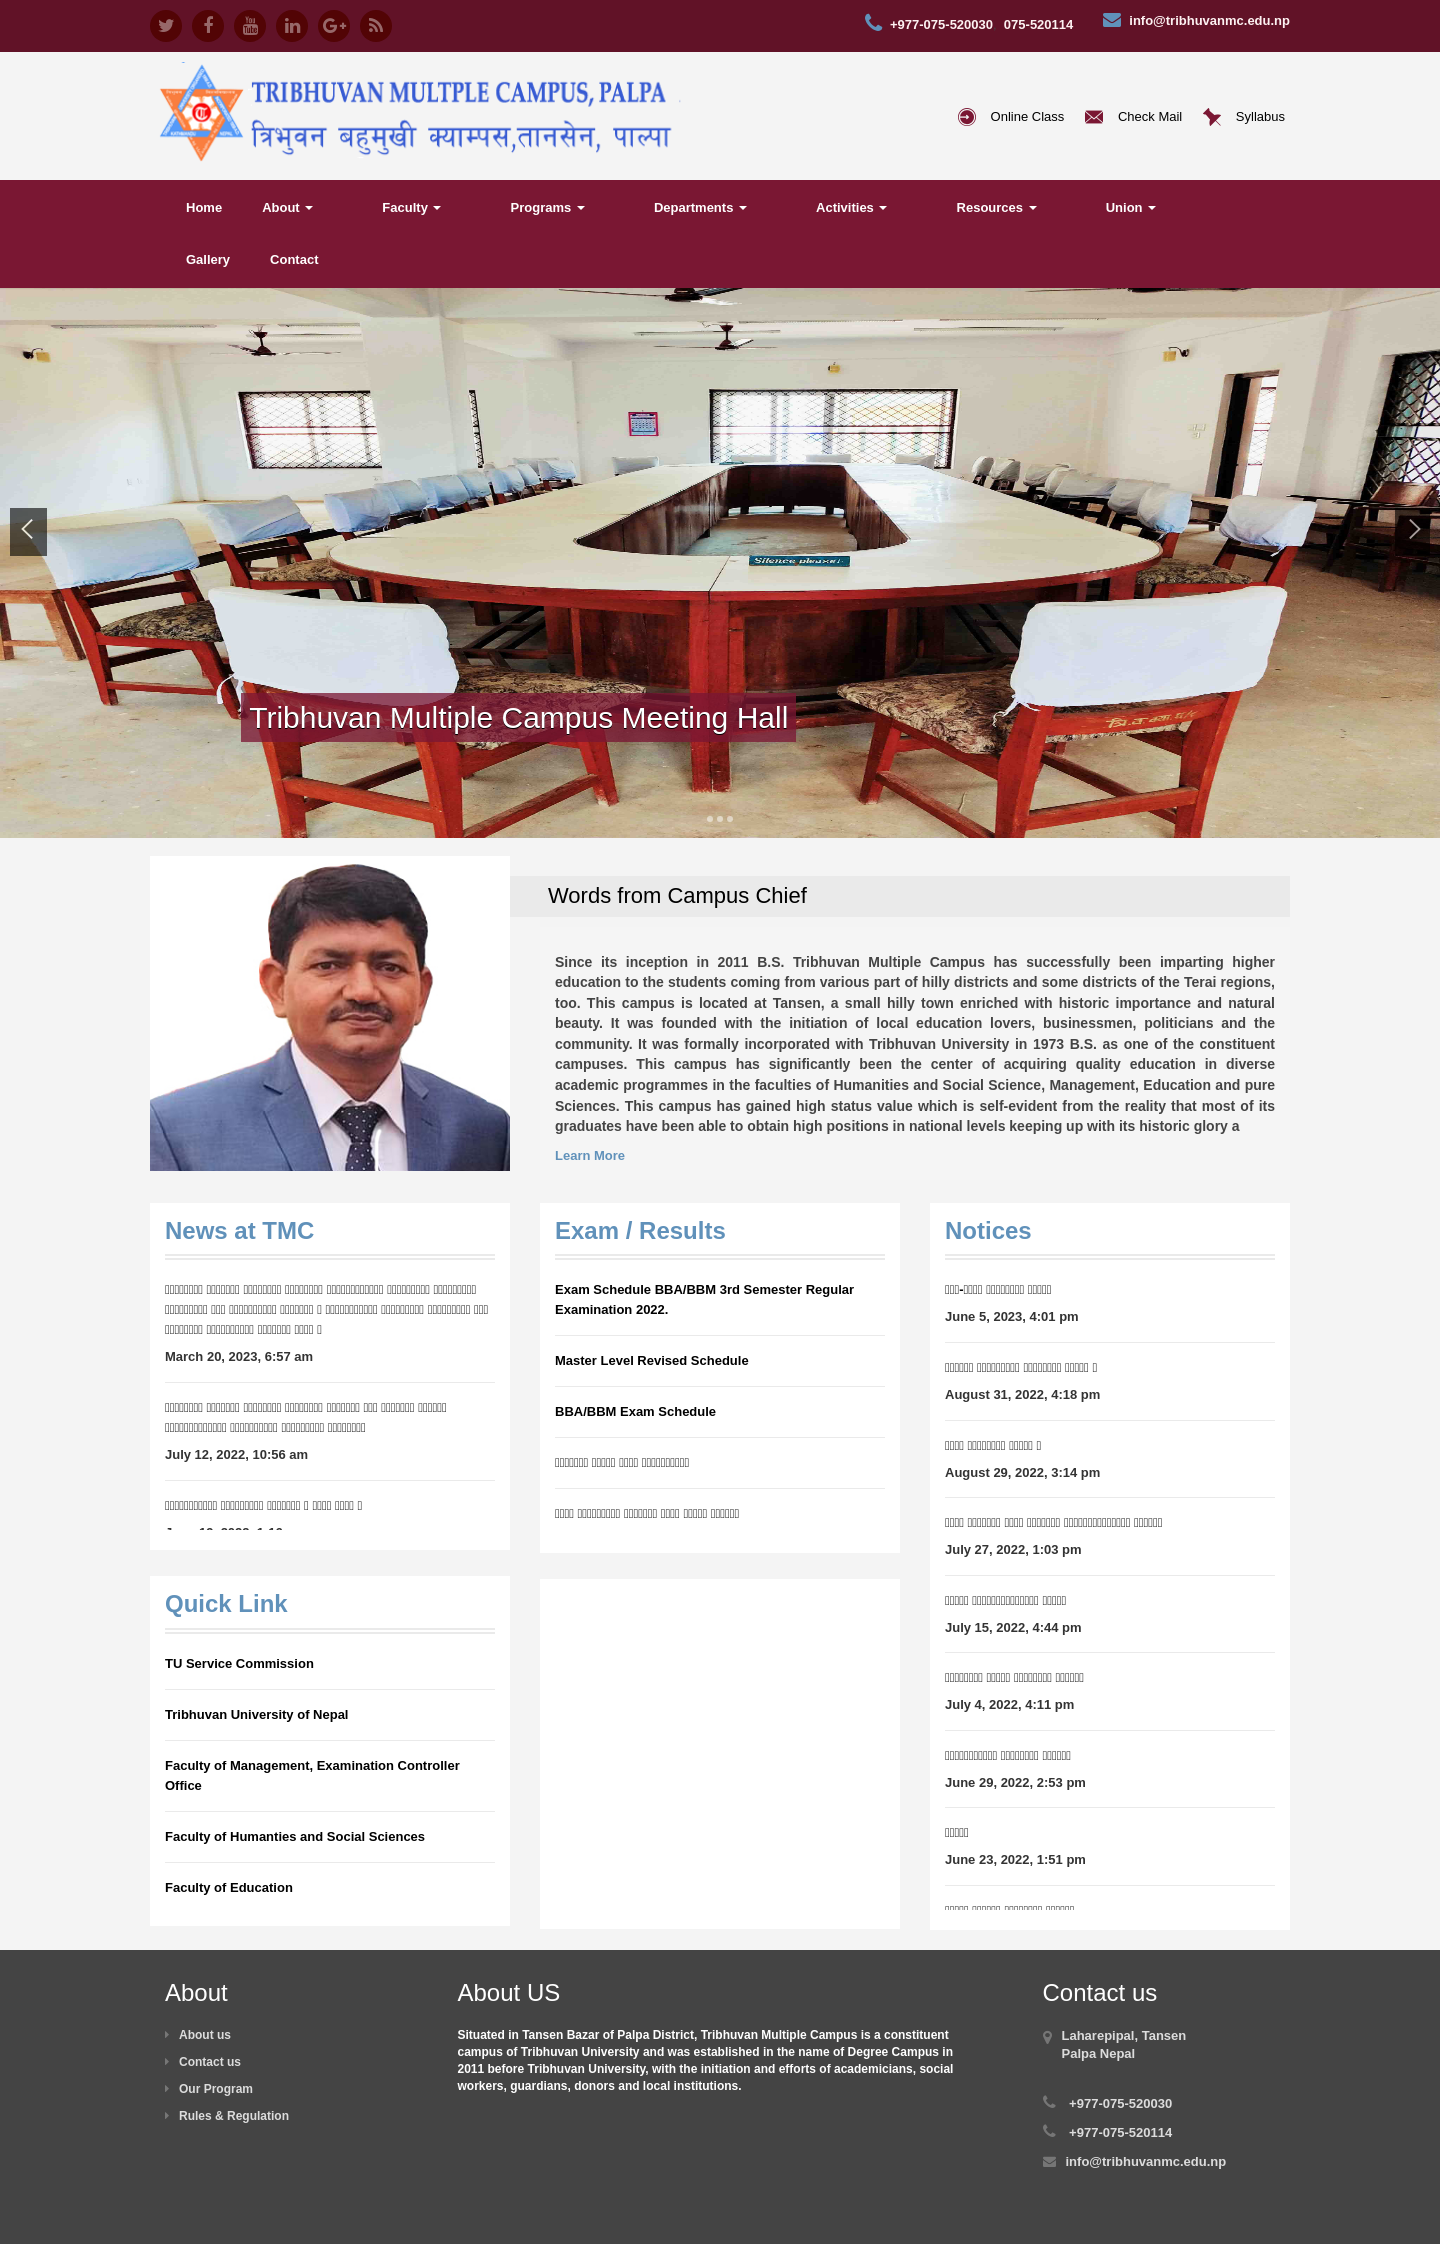 +977-075-520030 075-520114
info@tribhuvanmc.edu.np
TRIBHUVAN MULTPLE CAMPUS, PALPA
त्रिभुवन बहुमुखी क्याम्पस,तानसेन, पाल्पा
Online Class
Check Mail
Syllabus
Home
About
Faculty
Programs
Departments
Activities
Resources
Union
Gallery
Contact
Silence please!-
Tribhuvan Multiple Campus Meeting Hall
Words from Campus Chief
Since its inception in 2011 B.S. Tribhuvan Multiple Campus has successfully been imparting higher
education to the students coming from various part of hilly districts and some districts of the Terai regions,
too. This campus is located at Tansen, a small hilly town enriched with historic importance and natural
beauty. It was founded with the initiation of local education lovers, businessmen, politicians and the
community. It was formally incorporated with Tribhuvan University in 1973 B.S. as one of the constituent
campuses. This campus has significantly been the center of acquiring quality education in diverse
academic programmes in the faculties of Humanities and Social Science, Management, Education and pure
Sciences. This campus has gained high status value which is self-evident from the reality that most of its
graduates have been able to obtain high positions in national levels keeping up with its historic glory a
Learn More
News at TMC
March 20, 2023, 6:57 am
July 12, 2022, 10:56 am
Quick Link
TU Service Commission
Tribhuvan University of Nepal
Faculty of Management, Examination Controller
Office
Faculty of Humanties and Social Sciences
Faculty of Education
Exam / Results
Exam Schedule BBA/BBM 3rd Semester Regular
Examination 2022.
Master Level Revised Schedule
BBA/BBM Exam Schedule
Notices
June 5, 2023, 4:01 pm
August 31, 2022, 4:18 pm
August 29, 2022, 3:14 pm
July 27, 2022, 1:03 pm
July 15, 2022, 4:44 pm
July 4, 2022, 4:11 pm
June 29, 2022, 2:53 pm
June 23, 2022, 1:51 pm
About
About us
Contact us
Our Program
Rules & Regulation
About US
Situated in Tansen Bazar of Palpa District, Tribhuvan Multiple Campus is a constituent
campus of Tribhuvan University and was established in the name of Degree Campus in
2011 before Tribhuvan University, with the initiation and efforts of academicians, social
workers, guardians, donors and local institutions.
Contact us
Laharepipal, Tansen
Palpa Nepal
+977-075-520030
+977-075-520114
info@tribhuvanmc.edu.np